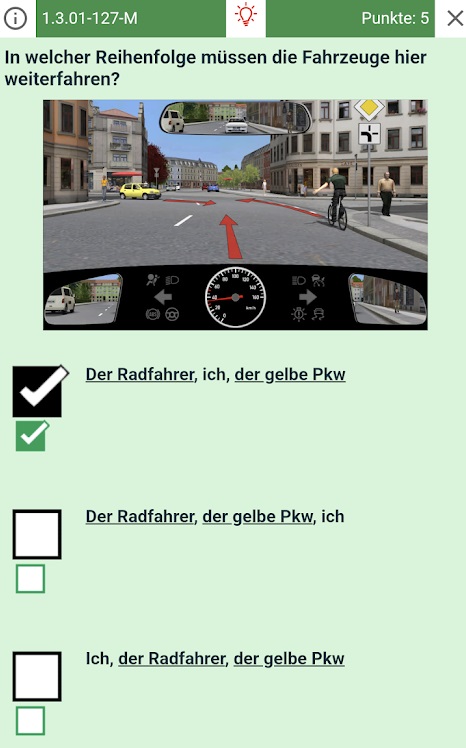 1.3.01-127-M
Punkte: 5
In welcher Reihenfolge müssen die Fahrzeuge hier
weiterfahren?
Der Radfahrer, ich, der gelbe Pkw
Der Radfahrer, der gelbe Pkw, ich
Ich, der Radfahrer, der gelbe Pkw